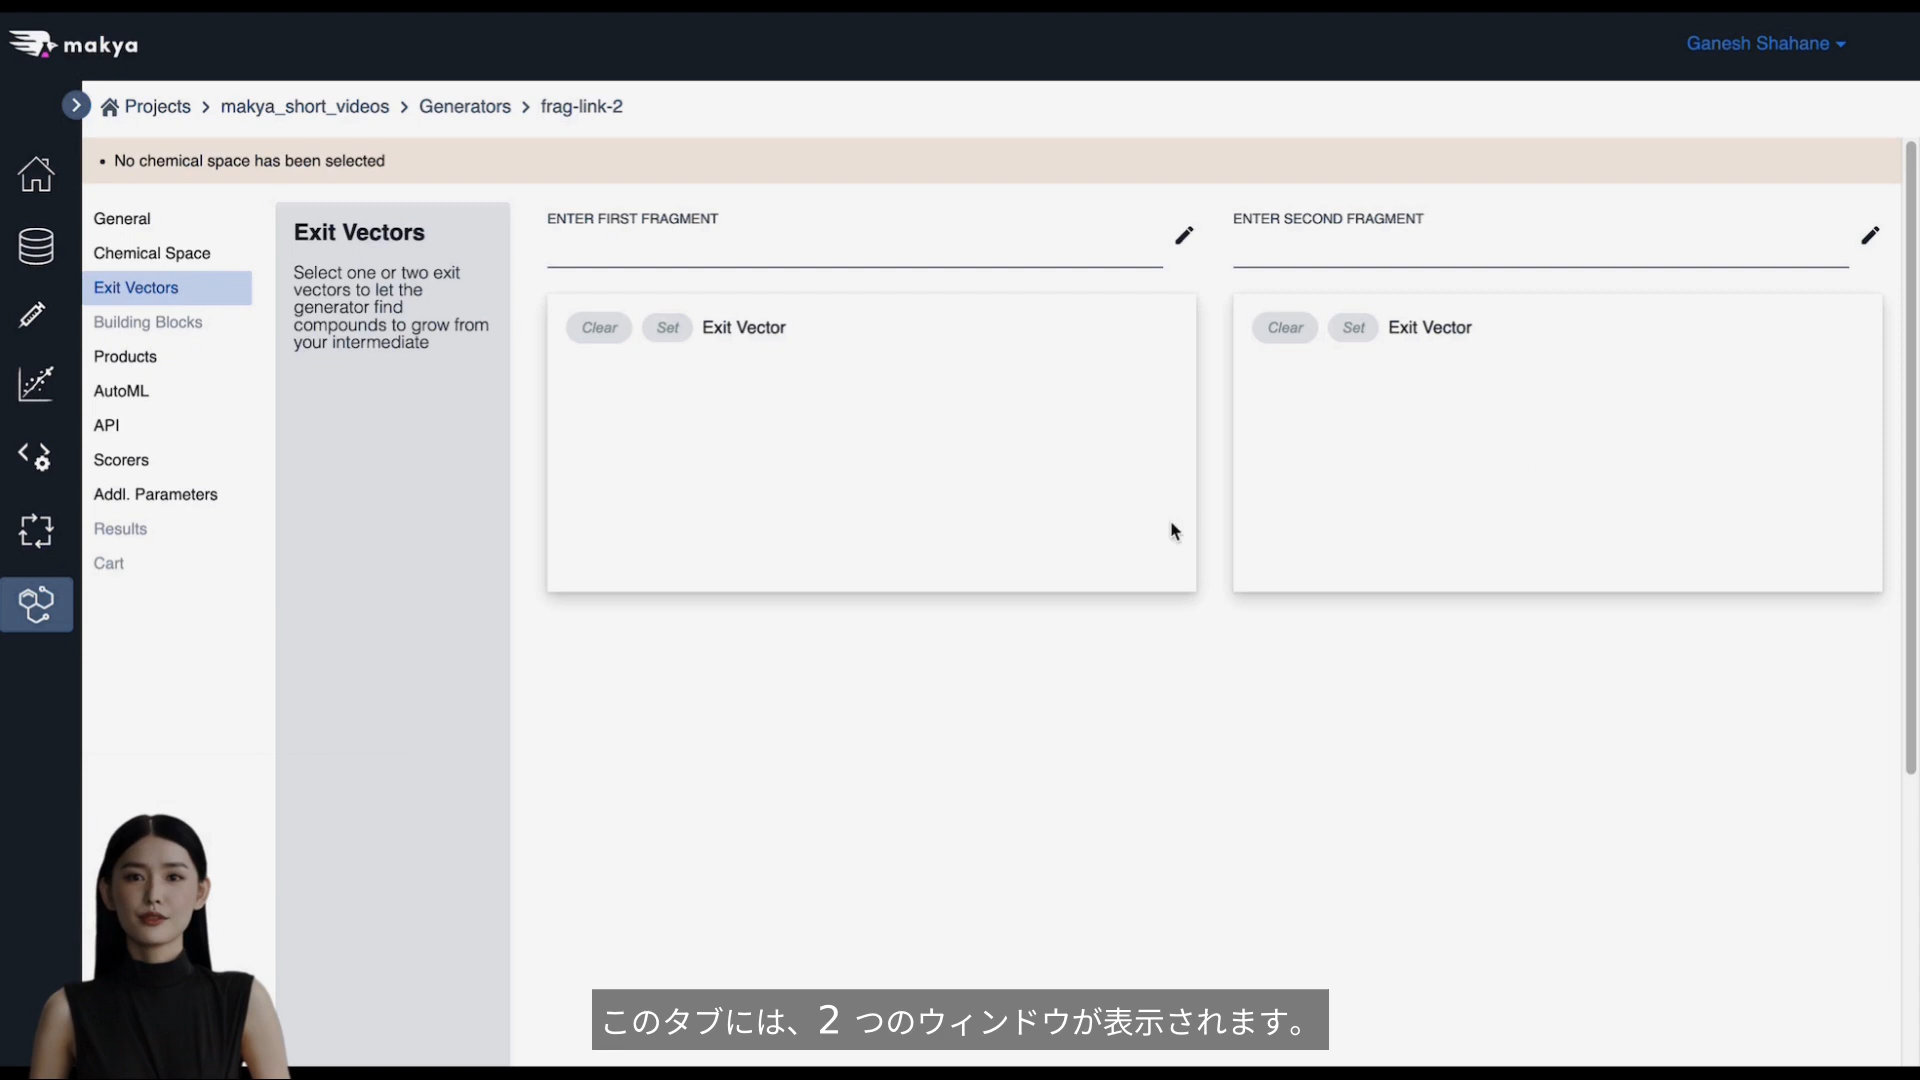 makya
Ganesh Shahane
Projects > makya_short_videos > Generators > frag-link-2
• No chemical space has been selected
General
Chemical Space
Exit Vectors
Building Blocks
Products
AutoML
API
Scorers
Addl. Parameters
Results
Cart
Exit Vectors
Select one or two exit
vectors to let the
generator find
compounds to grow from
your intermediate
ENTER FIRST FRAGMENT
Clear Set Exit Vector
ENTER SECOND FRAGMENT
Clear Set Exit Vector
このタブには、2 つのウィンドウが表示されます。